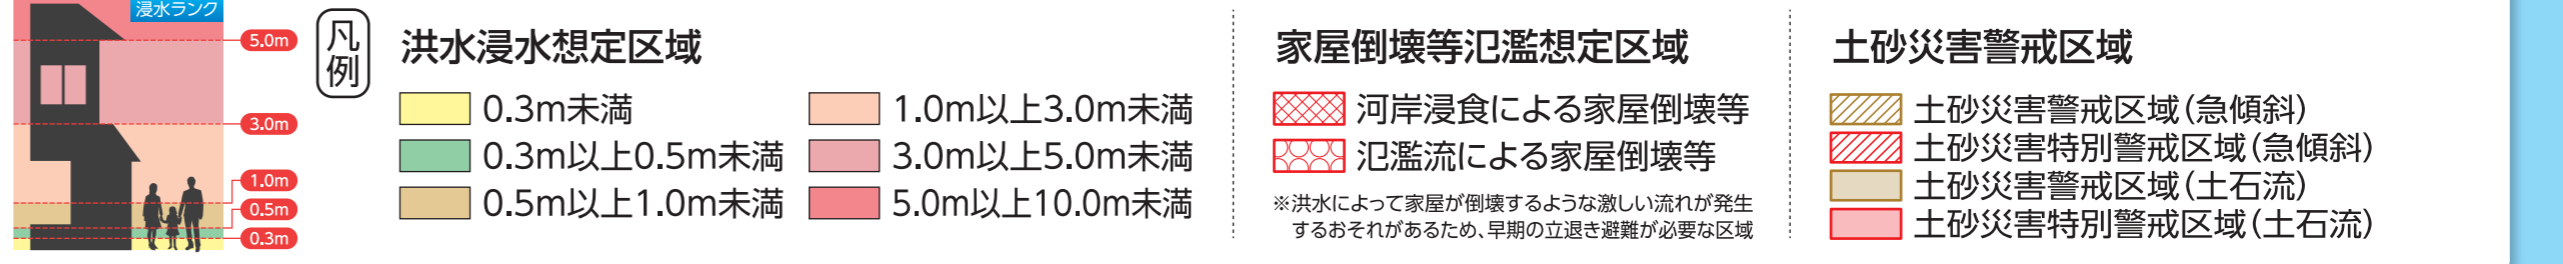 浸水ランク
5.0m
3.0m
1.0m
0.5m
0.3m
凡例
洪水浸水想定区域
0.3m未満
0.3m以上0.5m未満
0.5m以上1.0m未満
1.0m以上3.0m未満
3.0m以上5.0m未満
5.0m以上10.0m未満
家屋倒壊等氾濫想定区域
河岸浸食による家屋倒壊等
氾濫流による家屋倒壊等
※洪水によって家屋が倒壊するような激しい流れが発生
するおそれがあるため、早期の立退き避難が必要な区域
土砂災害警戒区域
土砂災害警戒区域(急傾斜)
土砂災害特別警戒区域(急傾斜)
土砂災害警戒区域(土石流)
土砂災害特別警戒区域(土石流)